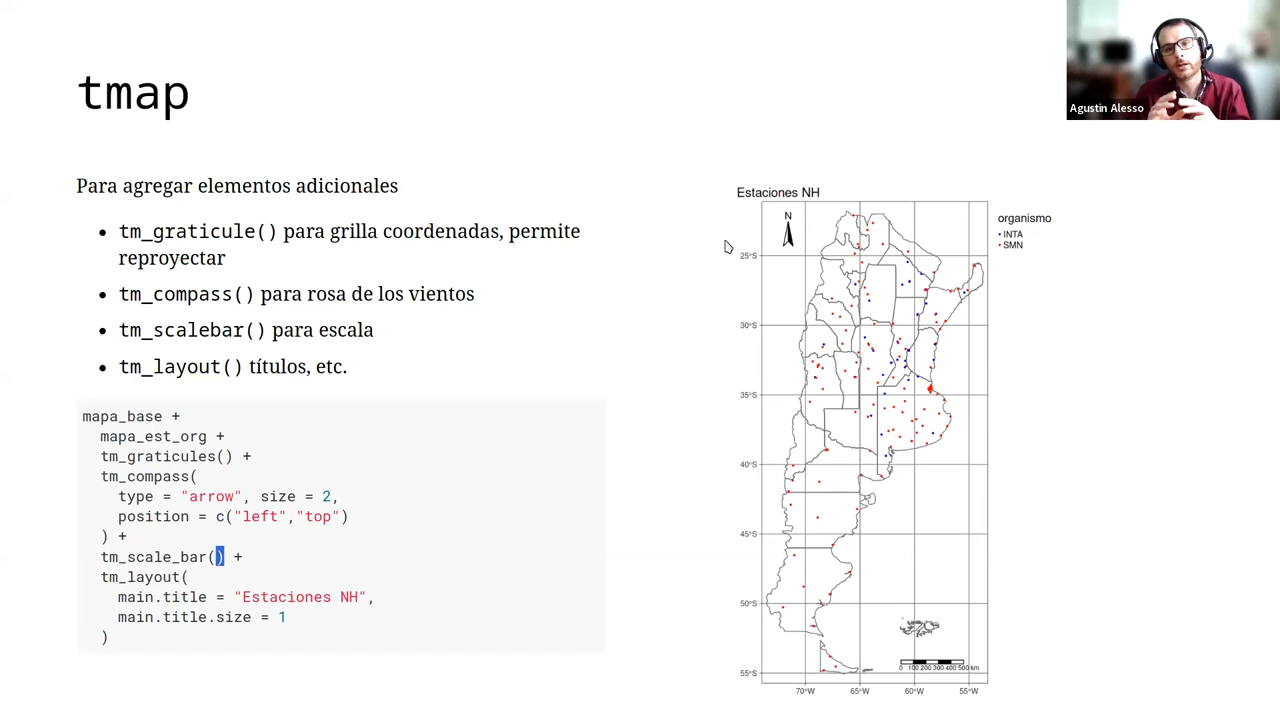 tmap
Agustin Alesso
Para agregar elementos adicionales
• tm_graticule() para grilla coordenadas, permite
reproyectar
• tm_compass() para rosa de los vientos
• tm_scalebar() para escala
• tm_layout() títulos, etc.
mapa_base +
mapa_est_org +
tm_graticules() +
tm_compass(
type = "arrow", size = 2,
position = c("left","top")
) +
tm_scale_bar() +
tm_layout(
main.title = "Estaciones NH",
main.title.size = 1
)
Estaciones NH
N
organismo
INTA
SMN
25°S
30°S
35°S
40°S
45°S
50°S
55°S
0 100 200 300 400 500 km
70°W 65°W 60°W 55°W